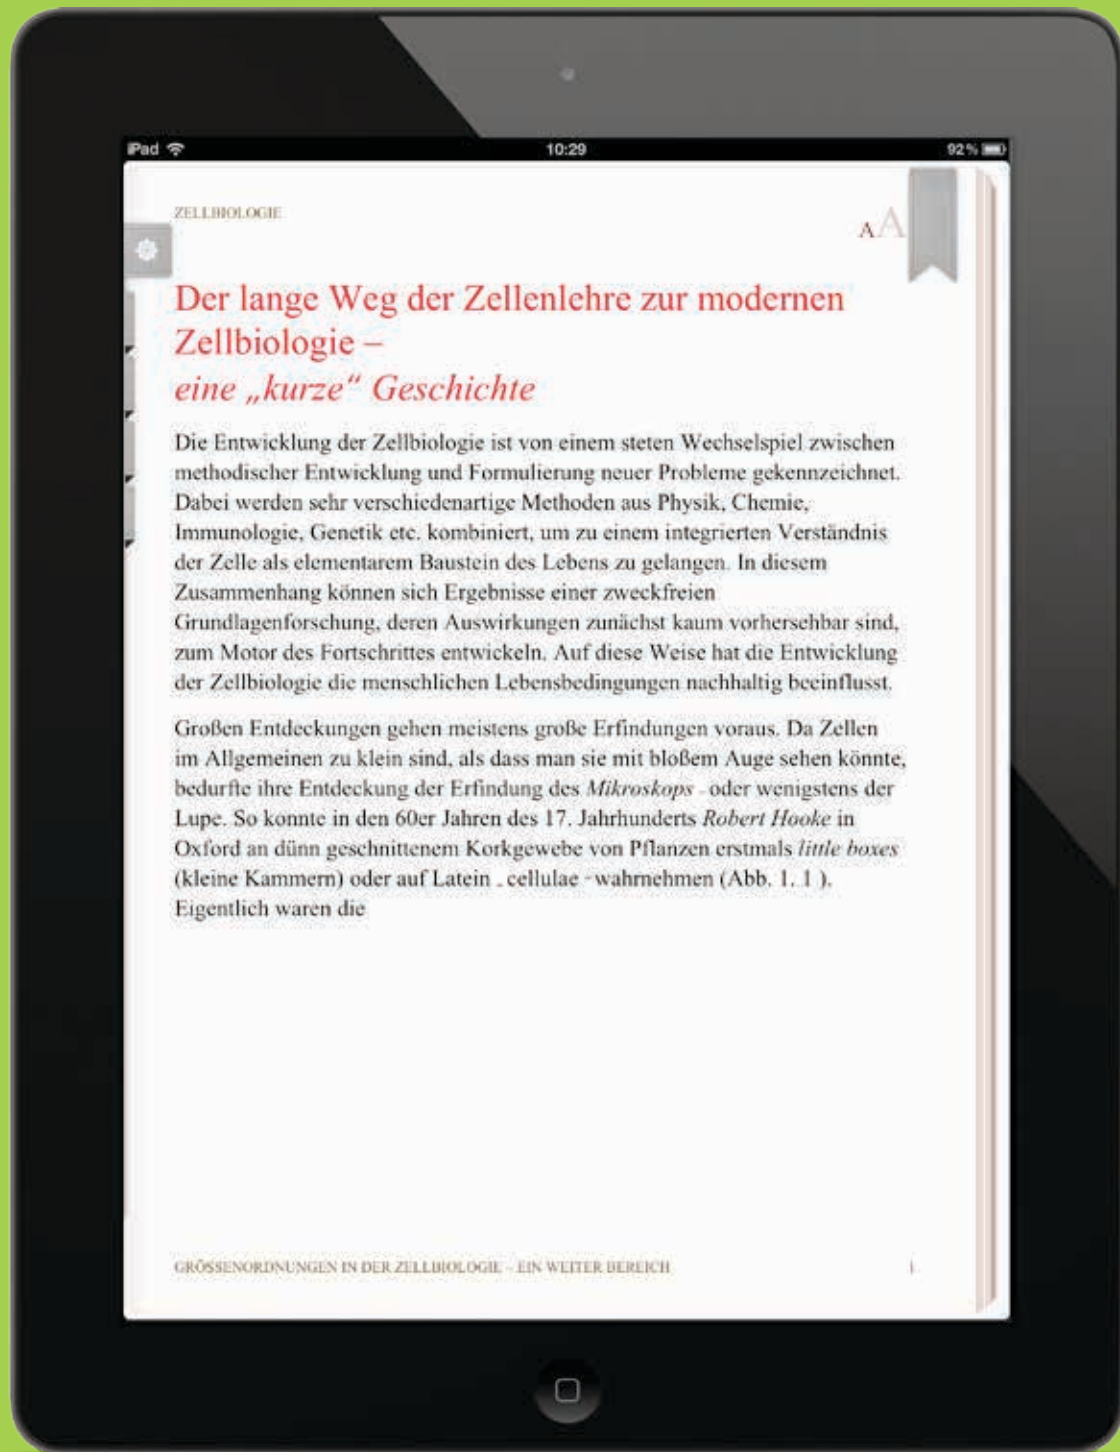 iPad
10:29
92 %
ZELLBIOLOGIE
A A
Der lange Weg der Zellenlehre zur modernen
Zellbiologie –
eine „kurze“ Geschichte
Die Entwicklung der Zellbiologie ist von einem steten Wechselspiel zwischen
methodischer Entwicklung und Formulierung neuer Probleme gekennzeichnet.
Dabei werden sehr verschiedenartige Methoden aus Physik, Chemie,
Immunologie, Genetik etc. kombiniert, um zu einem integrierten Verständnis
der Zelle als elementarem Baustein des Lebens zu gelangen. In diesem
Zusammenhang können sich Ergebnisse einer zweckfreien
Grundlagenforschung, deren Auswirkungen zunächst kaum vorhersehbar sind,
zum Motor des Fortschrittes entwickeln. Auf diese Weise hat die Entwicklung
der Zellbiologie die menschlichen Lebensbedingungen nachhaltig beeinflusst.
Großen Entdeckungen gehen meistens große Erfindungen voraus. Da Zellen
im Allgemeinen zu klein sind, als dass man sie mit bloßem Auge sehen könnte,
bedurfte ihre Entdeckung der Erfindung des Mikroskops - oder wenigstens der
Lupe. So konnte in den 60er Jahren des 17. Jahrhunderts Robert Hooke in
Oxford an dünn geschnittenem Korkgewebe von Pflanzen erstmals little boxes
(kleine Kammern) oder auf Latein - cellulae - wahrnehmen (Abb. 1. 1 ).
Eigentlich waren die
GRÖSSENORDNUNGEN IN DER ZELLBIOLOGIE – EIN WEITER BEREICH
1